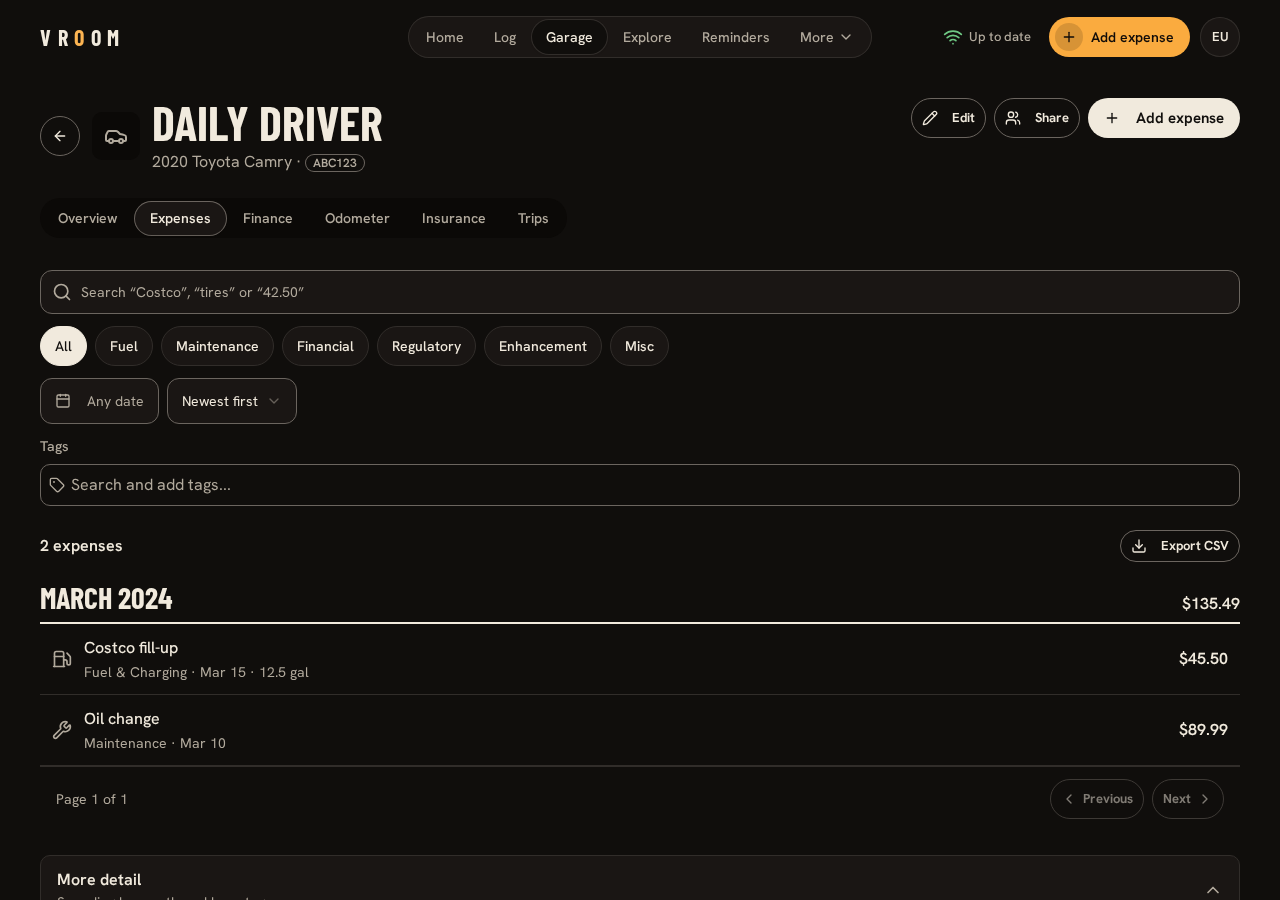 VROOM
Home Log Garage Explore Reminders More
Up to date
Add expense
EU
DAILY DRIVER
2020 Toyota Camry · ABC123
Edit
Share
Add expense
Overview Expenses Finance Odometer Insurance Trips
Search “Costco”, “tires” or “42.50”
All Fuel Maintenance Financial Regulatory Enhancement Misc
Any date Newest first
Tags
Search and add tags...
2 expenses
Export CSV
MARCH 2024 $135.49
Costco fill-up
Fuel & Charging · Mar 15 · 12.5 gal
$45.50
Oil change
Maintenance · Mar 10
$89.99
Page 1 of 1
Previous Next
More detail